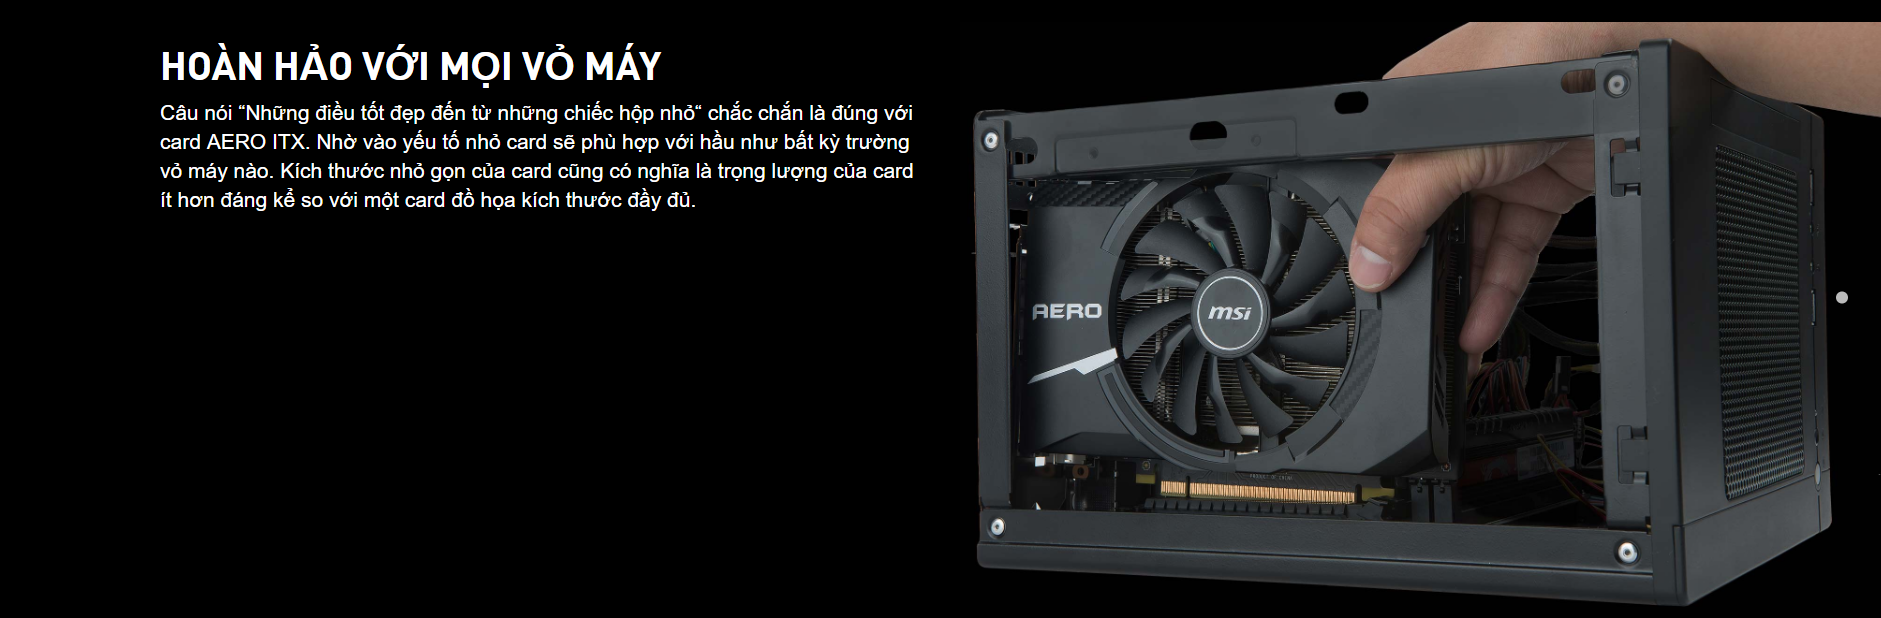 HOÀN HẢO VỚI MỌI VỎ MÁY
Câu nói “Những điều tốt đẹp đến từ những chiếc hộp nhỏ“ chắc chắn là đúng với
card AERO ITX. Nhờ vào yếu tố nhỏ card sẽ phù hợp với hầu như bất kỳ trường
vỏ máy nào. Kích thước nhỏ gọn của card cũng có nghĩa là trọng lượng của card
ít hơn đáng kể so với một card đồ họa kích thước đầy đủ.
AERO
msi
PRODUCT OF CHINA